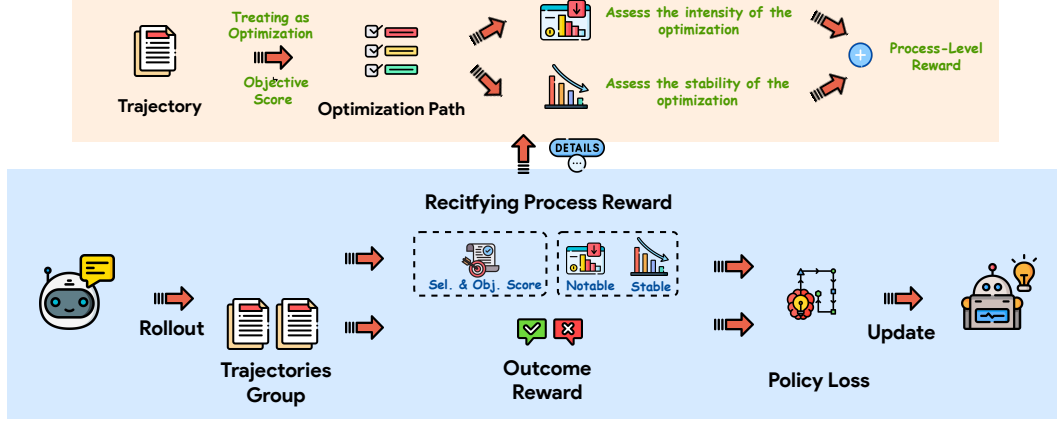 Treating as
Optimization
Objective
Score
Trajectory
Optimization Path
Assess the intensity of the
optimization
Assess the stability of the
optimization
Process-Level
Reward
DETAILS
Recitfying Process Reward
Sel. & Obj. Score
Notable
Stable
Rollout
Trajectories
Group
Outcome
Reward
Policy Loss
Update